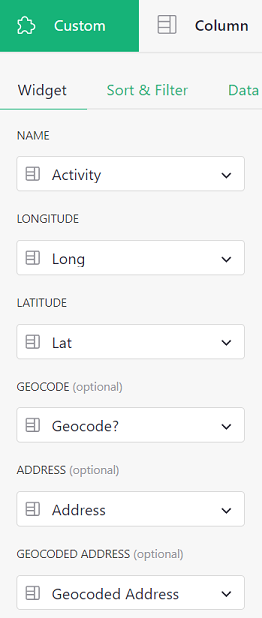 Custom Column
Widget Sort & Filter Data
NAME
Activity
LONGITUDE
Long
LATITUDE
Lat
GEOCODE (optional)
Geocode?
ADDRESS (optional)
Address
GEOCODED ADDRESS (optional)
Geocoded Address